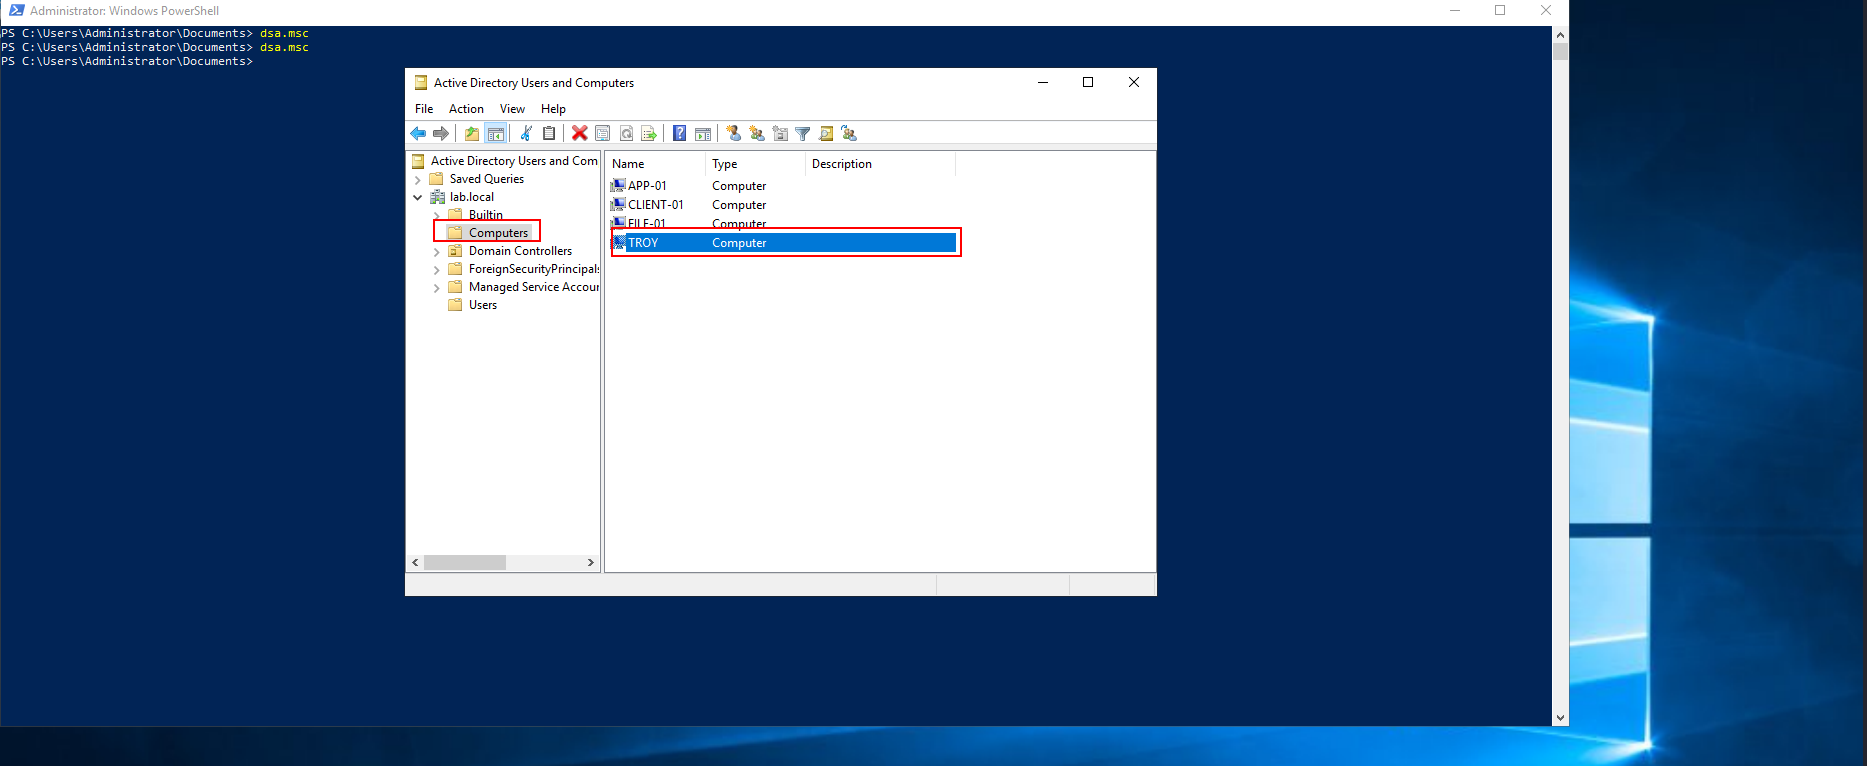 Administrator: Windows PowerShell
PS C:\Users\Administrator\Documents> dsa.msc
PS C:\Users\Administrator\Documents> dsa.msc
PS C:\Users\Administrator\Documents>
Active Directory Users and Computers
File Action View Help
Active Directory Users and Com
Saved Queries
lab.local
Builtin
Computers
Domain Controllers
ForeignSecurityPrincipals
Managed Service Accour
Users
Name Type Description
APP-01 Computer
CLIENT-01 Computer
FILE-01 Computer
TROY Computer